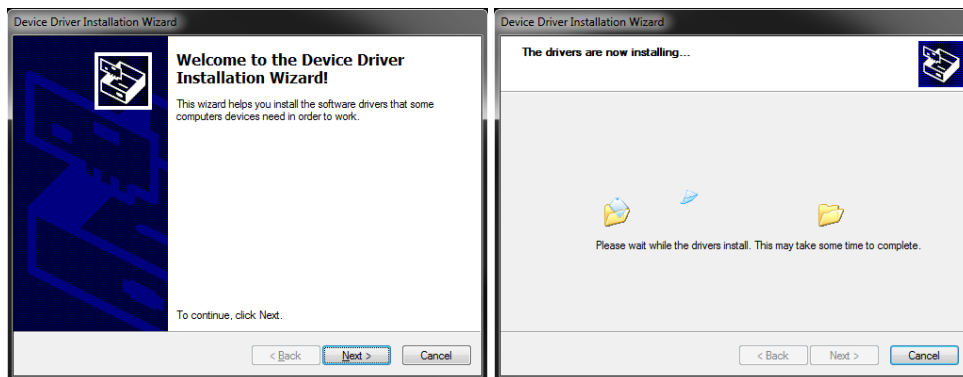 Device Driver Installation Wizard
Welcome to the Device Driver
Installation Wizard!
This wizard helps you install the software drivers that some
computers devices need in order to work.
To continue, click Next.
< Back
Next >
Cancel
Device Driver Installation Wizard
The drivers are now installing...
Please wait while the drivers install. This may take some time to complete.
< Back
Next >
Cancel